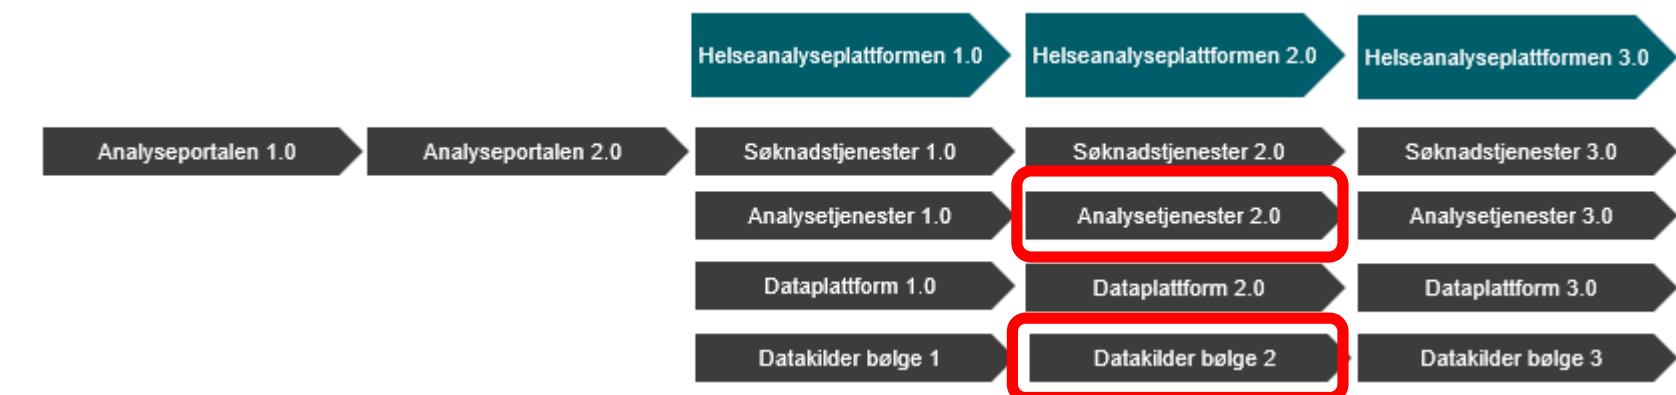 Helseanalyseplattformen 1.0
Helseanalyseplattformen 2.0
Helseanalyseplattformen 3.0
Analyseportalen 1.0
Analyseportalen 2.0
Søknadstjenester 1.0
Søknadstjenester 2.0
Søknadstjenester 3.0
Analysetjenester 1.0
Analysetjenester 2.0
Analysetjenester 3.0
Dataplattform 1.0
Dataplattform 2.0
Dataplattform 3.0
Datakilder bølge 1
Datakilder bølge 2
Datakilder bølge 3